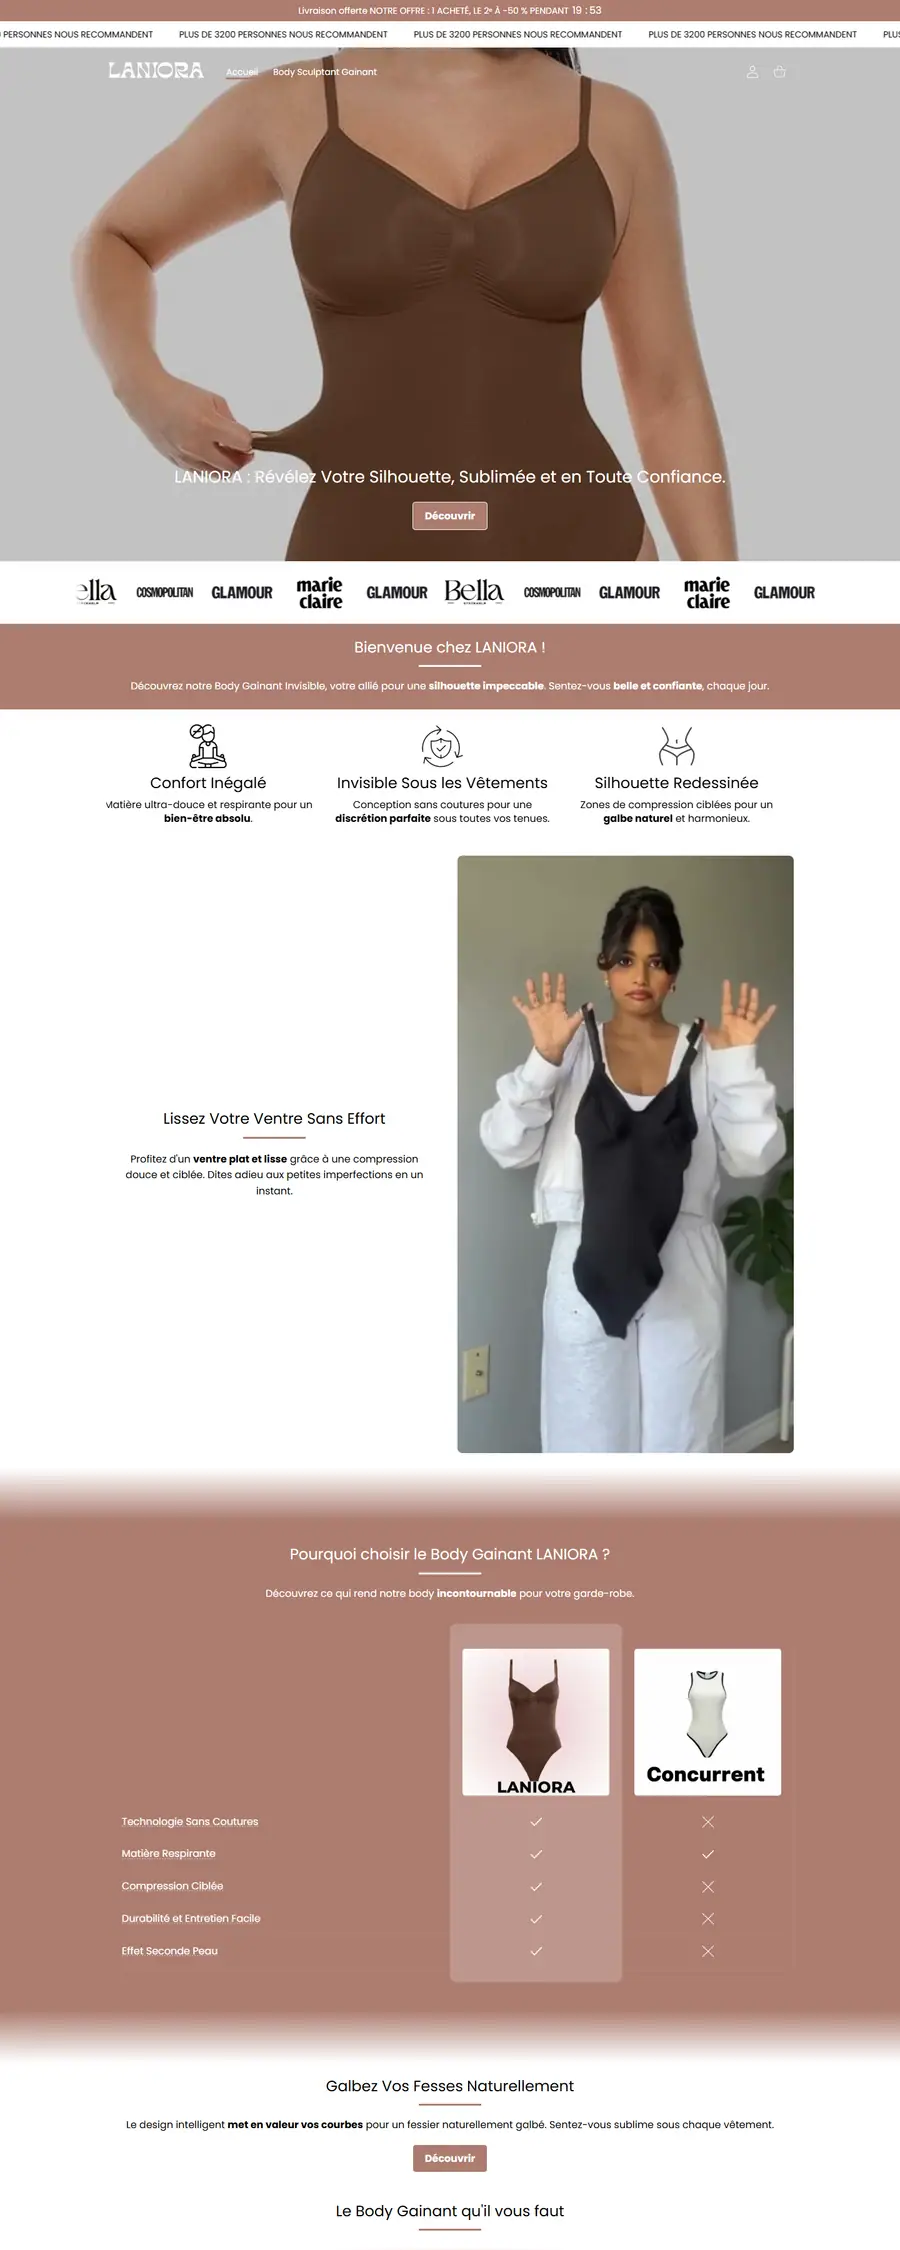 Livraison offerte NOTRE OFFRE : 1 ACHETÉ, LE 2ᵉ À -50 % PENDANT 19 : 53
PERSONNES NOUS RECOMMANDENT PLUS DE 3200 PERSONNES NOUS RECOMMANDENT PLUS DE 3200 PERSONNES NOUS RECOMMANDENT PLUS DE 3200 PERSONNES NOUS RECOMMANDENT PLUS
LANIORA Accueil Body Sculptant Gainant
LANIORA : Révélez Votre Silhouette, Sublimée et en Toute Confiance.
Découvrir
ella COSMOPOLITAN GLAMOUR marie claire GLAMOUR Bella COSMOPOLITAN GLAMOUR marie claire GLAMOUR
Bienvenue chez LANIORA !
Découvrez notre Body Gainant Invisible, votre allié pour une silhouette impeccable. Sentez-vous belle et confiante, chaque jour.
Confort Inégalé
Matière ultra-douce et respirante pour un
bien-être absolu.
Invisible Sous les Vêtements
Conception sans coutures pour une
discrétion parfaite sous toutes vos tenues.
Silhouette Redessinée
Zones de compression ciblées pour un
galbe naturel et harmonieux.
Lissez Votre Ventre Sans Effort
Profitez d'un ventre plat et lisse grâce à une compression
douce et ciblée. Dites adieu aux petites imperfections en un
instant.
Pourquoi choisir le Body Gainant LANIORA ?
Découvrez ce qui rend notre body incontournable pour votre garde-robe.
LANIORA Concurrent
Technologie Sans Coutures
Matière Respirante
Compression Ciblée
Durabilité et Entretien Facile
Effet Seconde Peau
Galbez Vos Fesses Naturellement
Le design intelligent met en valeur vos courbes pour un fessier naturellement galbé. Sentez-vous sublime sous chaque vêtement.
Découvrir
Le Body Gainant qu'il vous faut